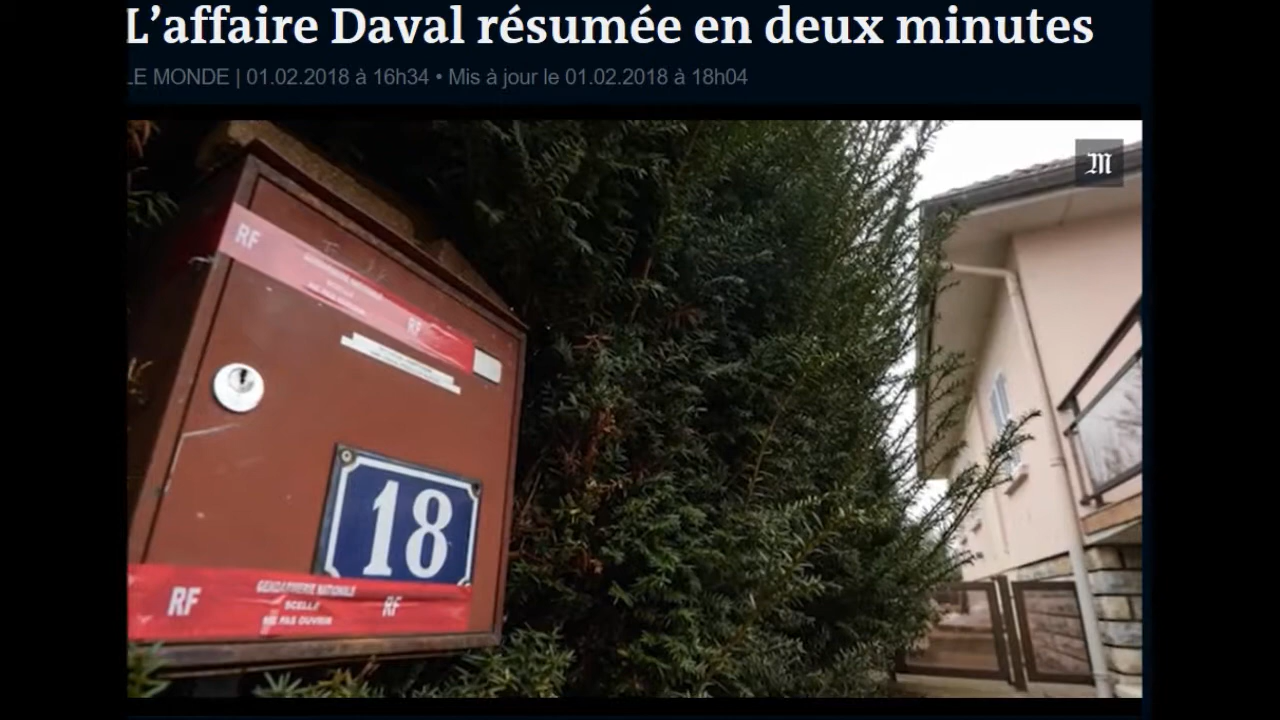 L'affaire Daval résumée en deux minutes
LE MONDE | 01.02.2018 à 16h34 • Mis à jour le 01.02.2018 à 18h04
M
RF
RF
18
RF
GENDARMERIE NATIONALE
SCELLÉ
NE PAS OUVRIR
RF